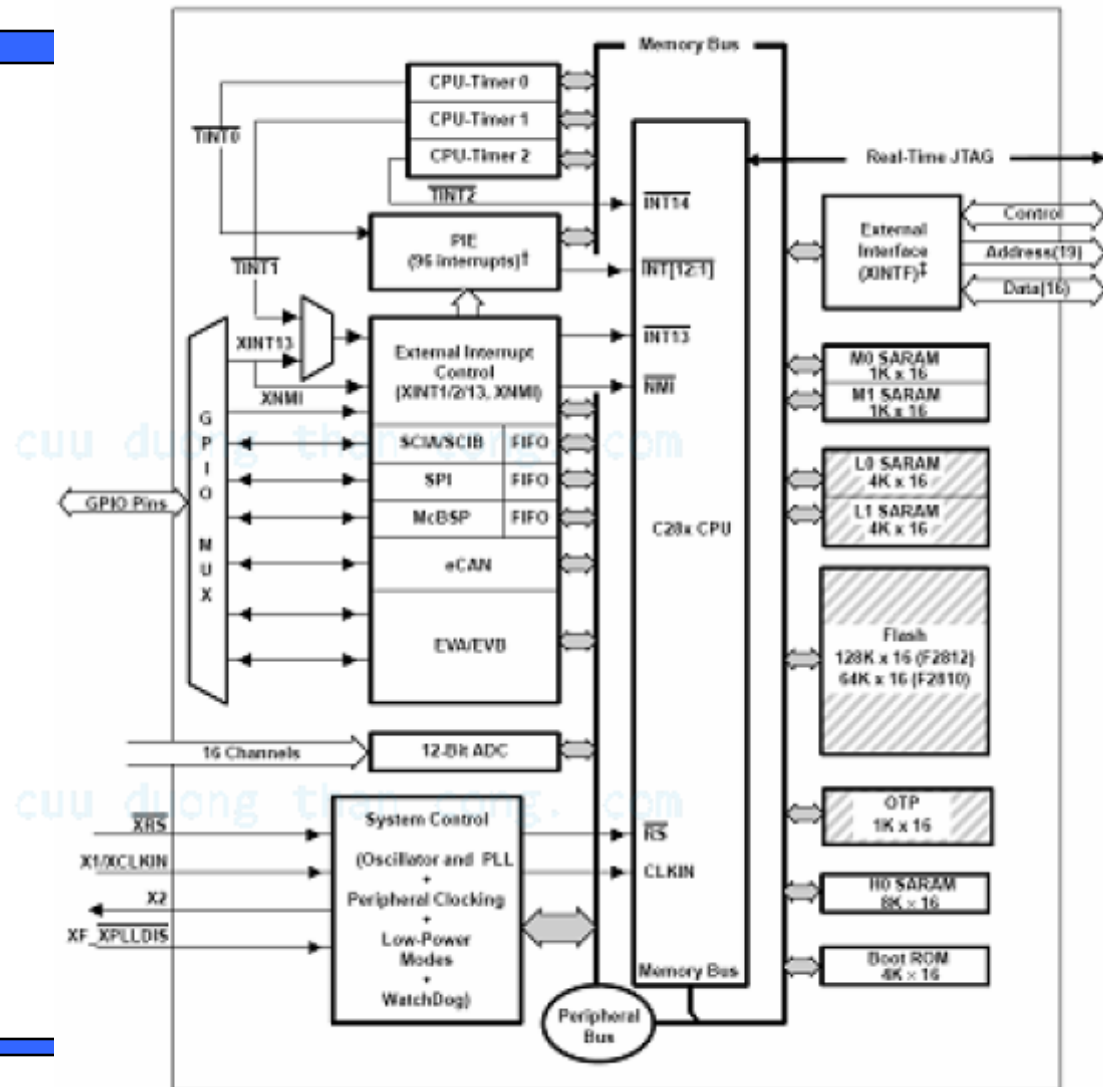 Memory Bus
CPU-Timer 0
CPU-Timer 1
CPU-Timer 2
TINT0
TINT2
TINT1
PIE
(96 interrupts)†
INT14
INT[12:1]
INT13
NMI
Real-Time JTAG
External
Interface
(XINTF)‡
Control
Address(19)
Data(16)
XINT13
XNMI
External Interrupt
Control
(XINT1/2/13, XNMI)
SCIA/SCIB FIFO
SPI FIFO
McBSP FIFO
eCAN
EVA/EVB
GPIO Pins
GPIO MUX
C28x CPU
M0 SARAM
1K x 16
M1 SARAM
1K x 16
L0 SARAM
4K x 16
L1 SARAM
4K x 16
Flash
128K x 16 (F2812)
64K x 16 (F2810)
cuu duong than cong. com
16 Channels
12-Bit ADC
cuu duong than cong. com
OTP
1K x 16
XRS
X1/XCLKIN
X2
XF_XPLLDIS
System Control
(Oscillator and PLL
+
Peripheral Clocking
+
Low-Power
Modes
+
WatchDog)
RS
CLKIN
H0 SARAM
8K × 16
Boot ROM
4K × 16
Memory Bus
Peripheral
Bus